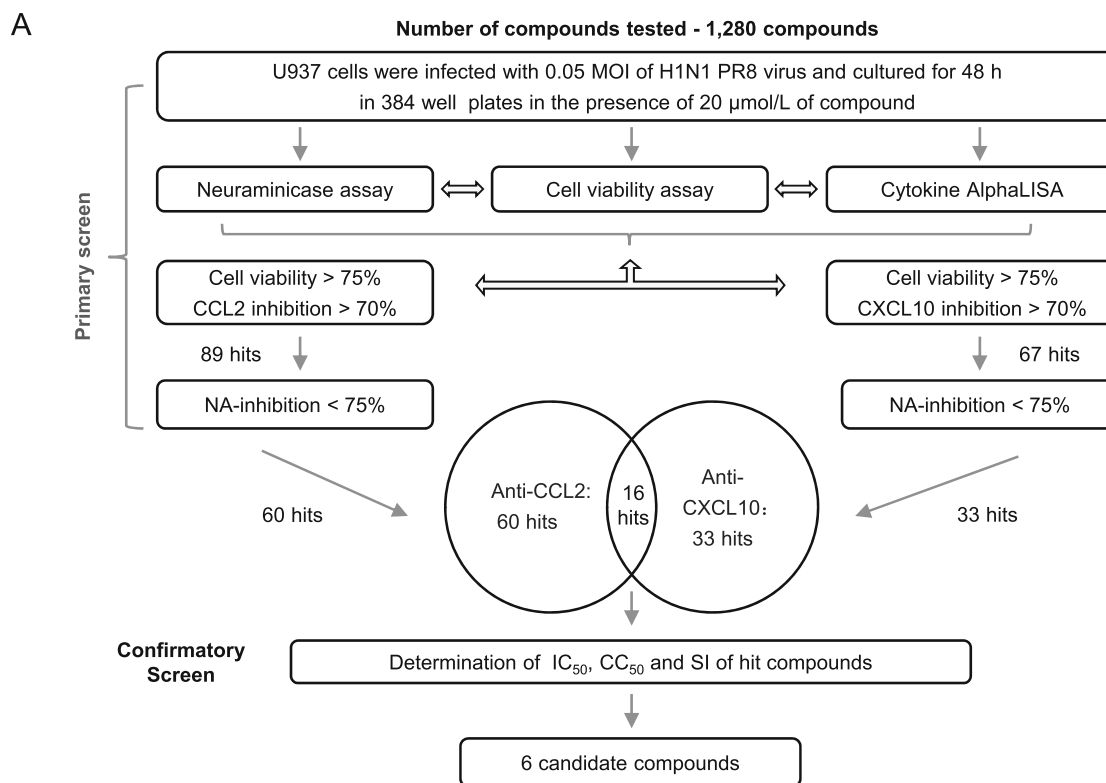 A
Number of compounds tested - 1,280 compounds
U937 cells were infected with 0.05 MOI of H1N1 PR8 virus and cultured for 48 h
in 384 well plates in the presence of 20 μmol/L of compound
Neuraminicase assay
Cell viability assay
Cytokine AlphaLISA
Primary screen
Cell viability > 75%
CCL2 inhibition > 70%
Cell viability > 75%
CXCL10 inhibition > 70%
89 hits
67 hits
NA-inhibition < 75%
NA-inhibition < 75%
60 hits
Anti-CCL2:
60 hits
16
hits
Anti-
CXCL10：
33 hits
33 hits
Confirmatory
Screen
Determination of IC50, CC50 and SI of hit compounds
6 candidate compounds